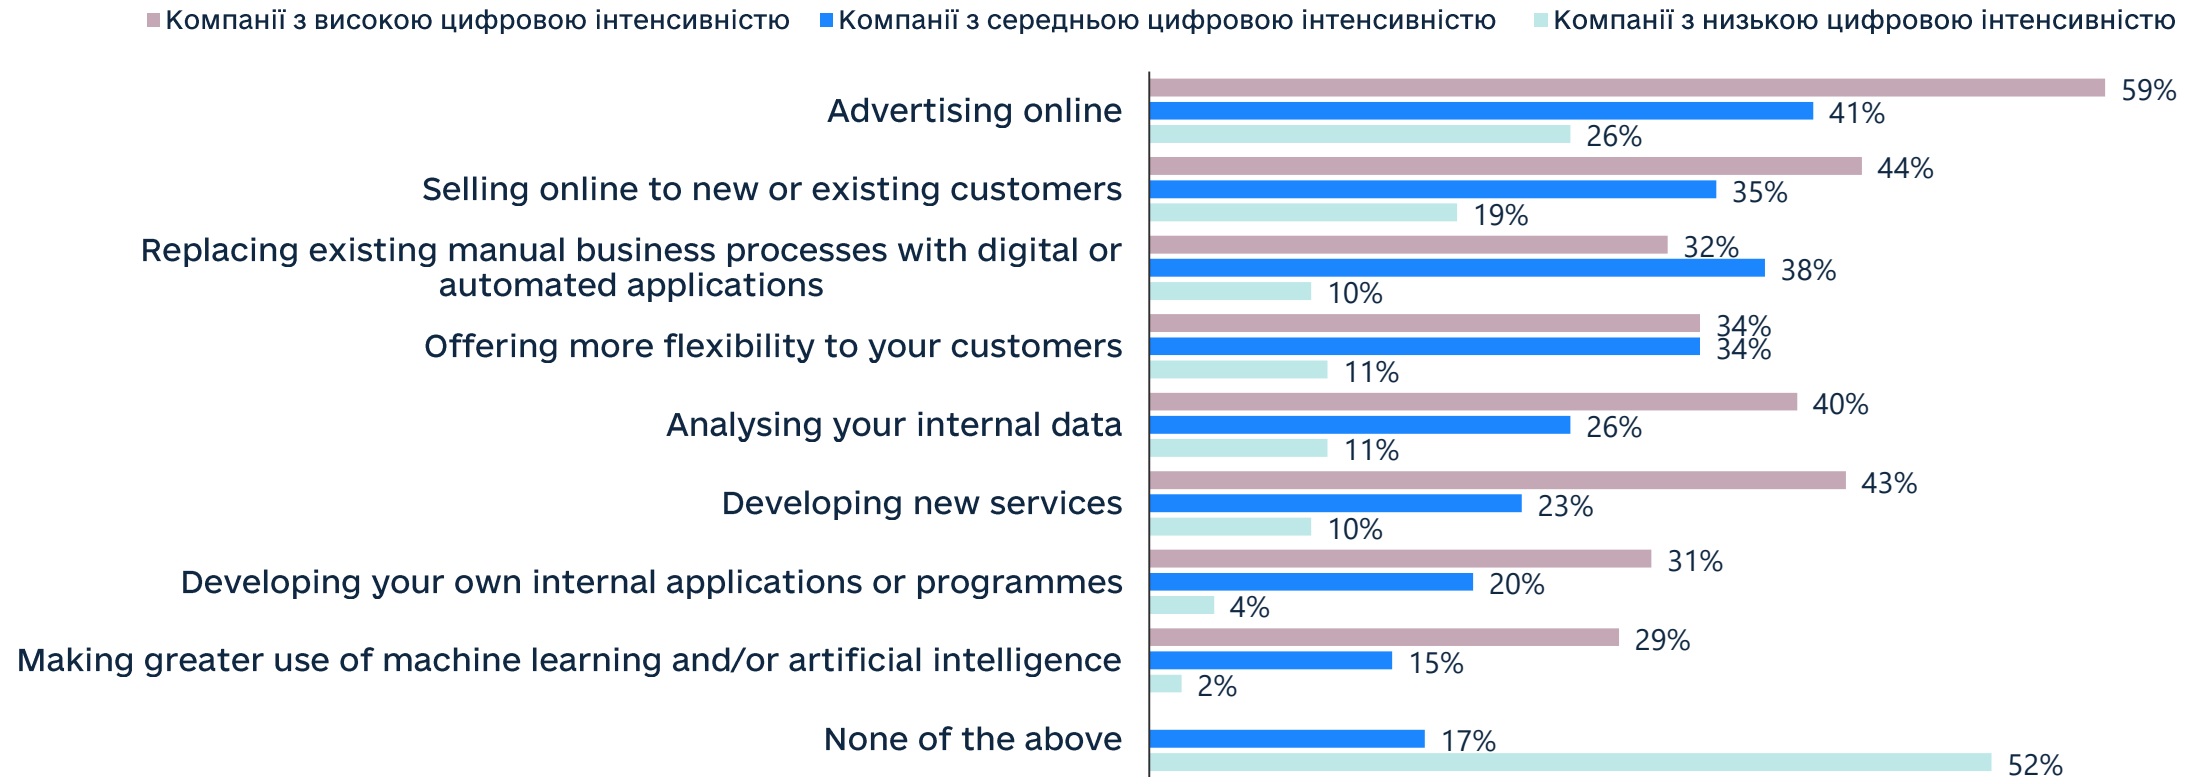 Компанії з високою цифровою інтенсивністю Компанії з середньою цифровою інтенсивністю Компанії з низькою цифровою інтенсивністю
Advertising online
59%
41%
26%
Selling online to new or existing customers
44%
35%
19%
Replacing existing manual business processes with digital or
automated applications
32%
38%
10%
Offering more flexibility to your customers
34%
34%
11%
Analysing your internal data
40%
26%
11%
Developing new services
43%
23%
10%
Developing your own internal applications or programmes
31%
20%
4%
Making greater use of machine learning and/or artificial intelligence
29%
15%
2%
None of the above
17%
52%